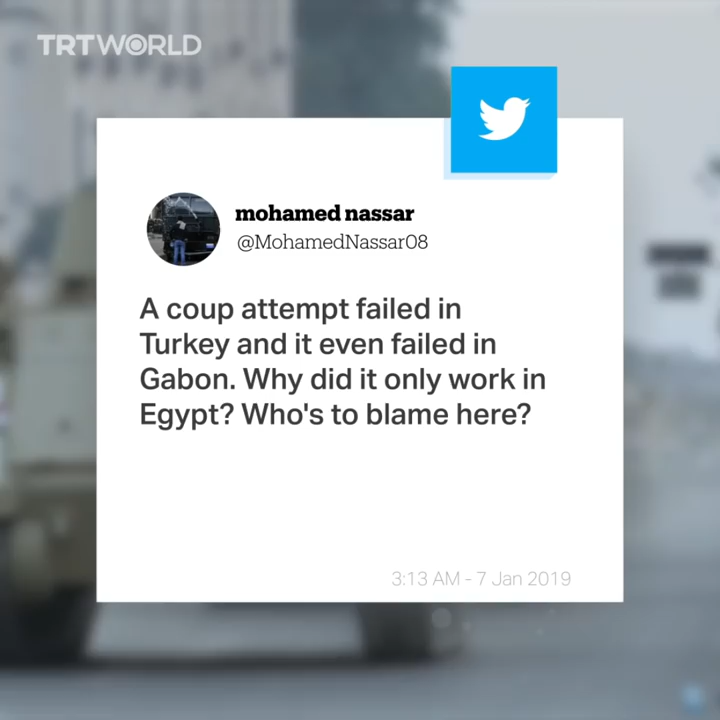 TRTWORLD
mohamed nassar
@MohamedNassar08
A coup attempt failed in
Turkey and it even failed in
Gabon. Why did it only work in
Egypt? Who's to blame here?
3:13 AM - 7 Jan 2019